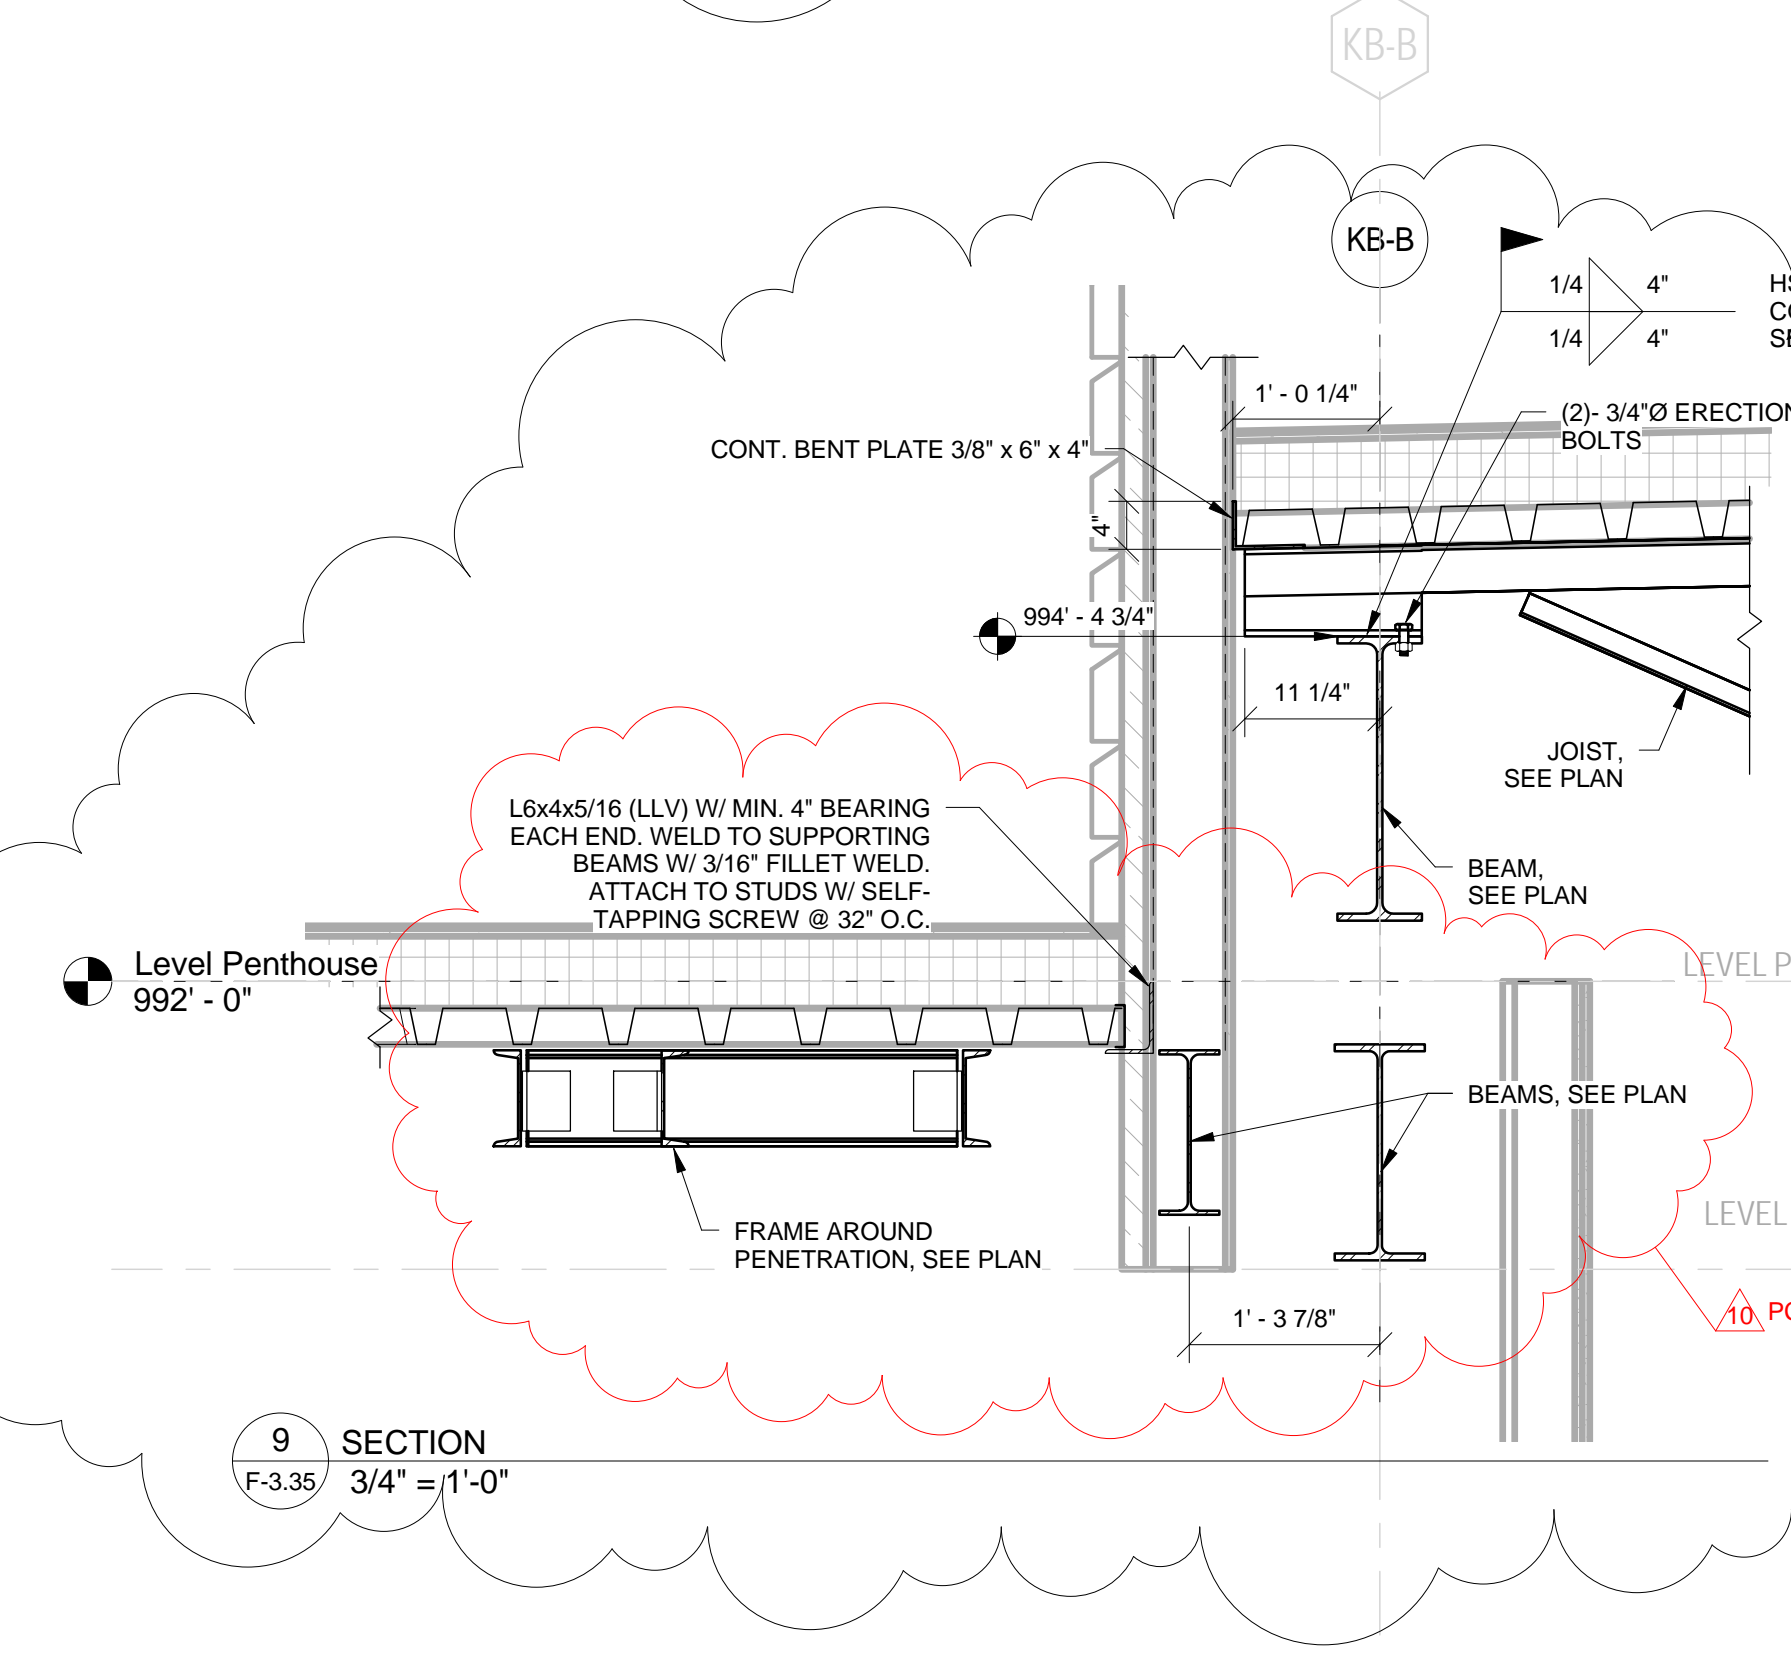 KB-B
KB-B
1/4
4"
1/4
4"
1' - 0 1/4"
(2)- 3/4"Ø ERECTION
BOLTS
CONT. BENT PLATE 3/8" x 6" x 4"
4"
994' - 4 3/4"
11 1/4"
JOIST,
SEE PLAN
L6x4x5/16 (LLV) W/ MIN. 4" BEARING
EACH END. WELD TO SUPPORTING
BEAMS W/ 3/16" FILLET WELD.
ATTACH TO STUDS W/ SELF-
TAPPING SCREW @ 32" O.C.
BEAM,
SEE PLAN
Level Penthouse
992' - 0"
LEVEL P
BEAMS, SEE PLAN
LEVEL
FRAME AROUND
PENETRATION, SEE PLAN
1' - 3 7/8"
10
9
F-3.35
SECTION
3/4" = 1'-0"